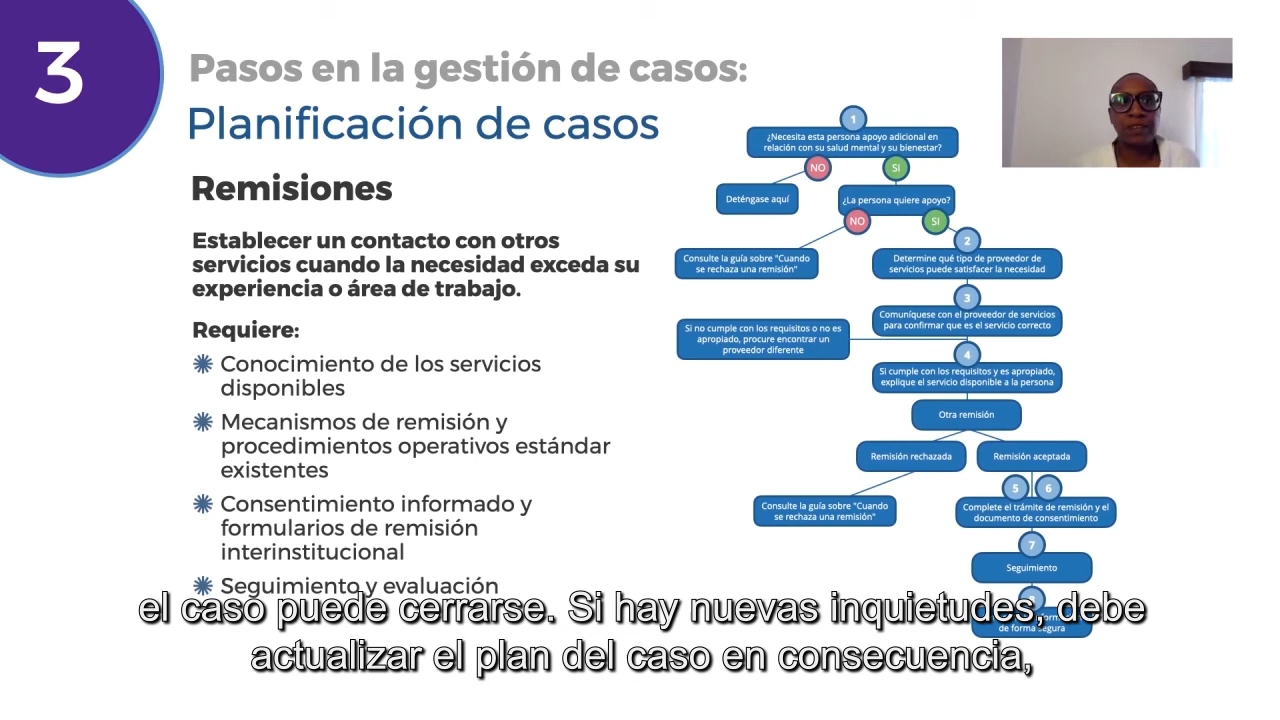 3
Pasos en la gestión de casos:
Planificación de casos
Remisiones
Establecer un contacto con otros
servicios cuando la necesidad exceda su
experiencia o área de trabajo.
Requiere:
Conocimiento de los servicios
disponibles
Mecanismos de remisión y
procedimientos operativos estándar
existentes
Consentimiento informado y
formularios de remisión
interinstitucional
Seguimiento y evaluación
1
¿Necesita esta persona apoyo adicional en
relación con su salud mental y su bienestar?
NO
SI
Deténgase aquí
¿La persona quiere apoyo?
NO
SI
Consulte la guía sobre "Cuando
se rechaza una remisión"
2
Determine qué tipo de proveedor de
servicios puede satisfacer la necesidad
3
Comuníquese con el proveedor de servicios
para confirmar que es el servicio correcto
Si no cumple con los requisitos o no es
apropiado, procure encontrar un
proveedor diferente
4
Si cumple con los requisitos y es apropiado,
explique el servicio disponible a la persona
Otra remisión
Remisión rechazada
Remisión aceptada
Consulte la guía sobre "Cuando
se rechaza una remisión"
5
6
Complete el trámite de remisión y el
documento de consentimiento
7
Seguimiento
de forma segura
el caso puede cerrarse. Si hay nuevas inquietudes, debe
actualizar el plan del caso en consecuencia,